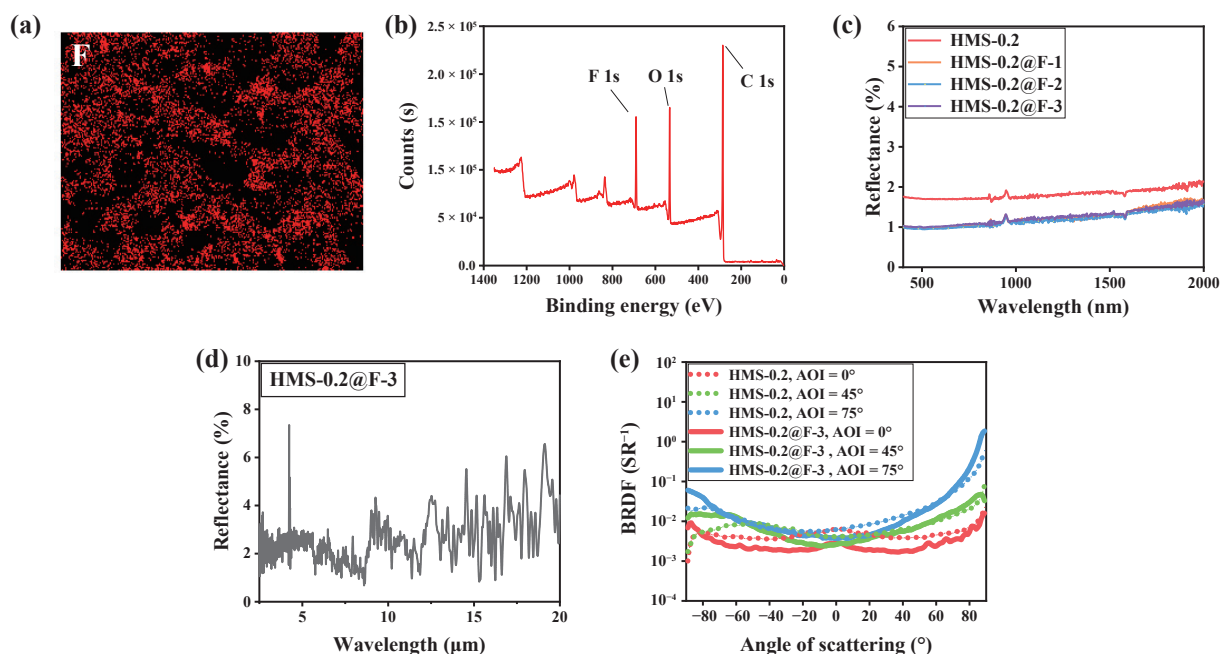 (a)
F
(b)
2.5 × 10⁵
2.0 × 10⁵
1.5 × 10⁵
1.5 × 10⁵
5 × 10⁴
0.0
Counts (s)
F 1s
O 1s
C 1s
1400
1200
1000
800
600
400
200
0
Binding energy (eV)
(c)
6
5
4
3
2
1
0
Reflectance (%)
HMS-0.2
HMS-0.2@F-1
HMS-0.2@F-2
HMS-0.2@F-3
500
1000
1500
2000
Wavelength (nm)
(d)
10
8
6
4
2
0
Reflectance (%)
HMS-0.2@F-3
5
10
15
20
Wavelength (µm)
(e)
10²
10¹
10⁰
10⁻¹
10⁻²
10⁻³
10⁻⁴
BRDF (SR⁻¹)
HMS-0.2, AOI = 0°
HMS-0.2, AOI = 45°
HMS-0.2, AOI = 75°
HMS-0.2@F-3, AOI = 0°
HMS-0.2@F-3 , AOI = 45°
HMS-0.2@F-3 , AOI = 75°
−80
−60
−40
−20
0
20
40
60
80
Angle of scattering (°)